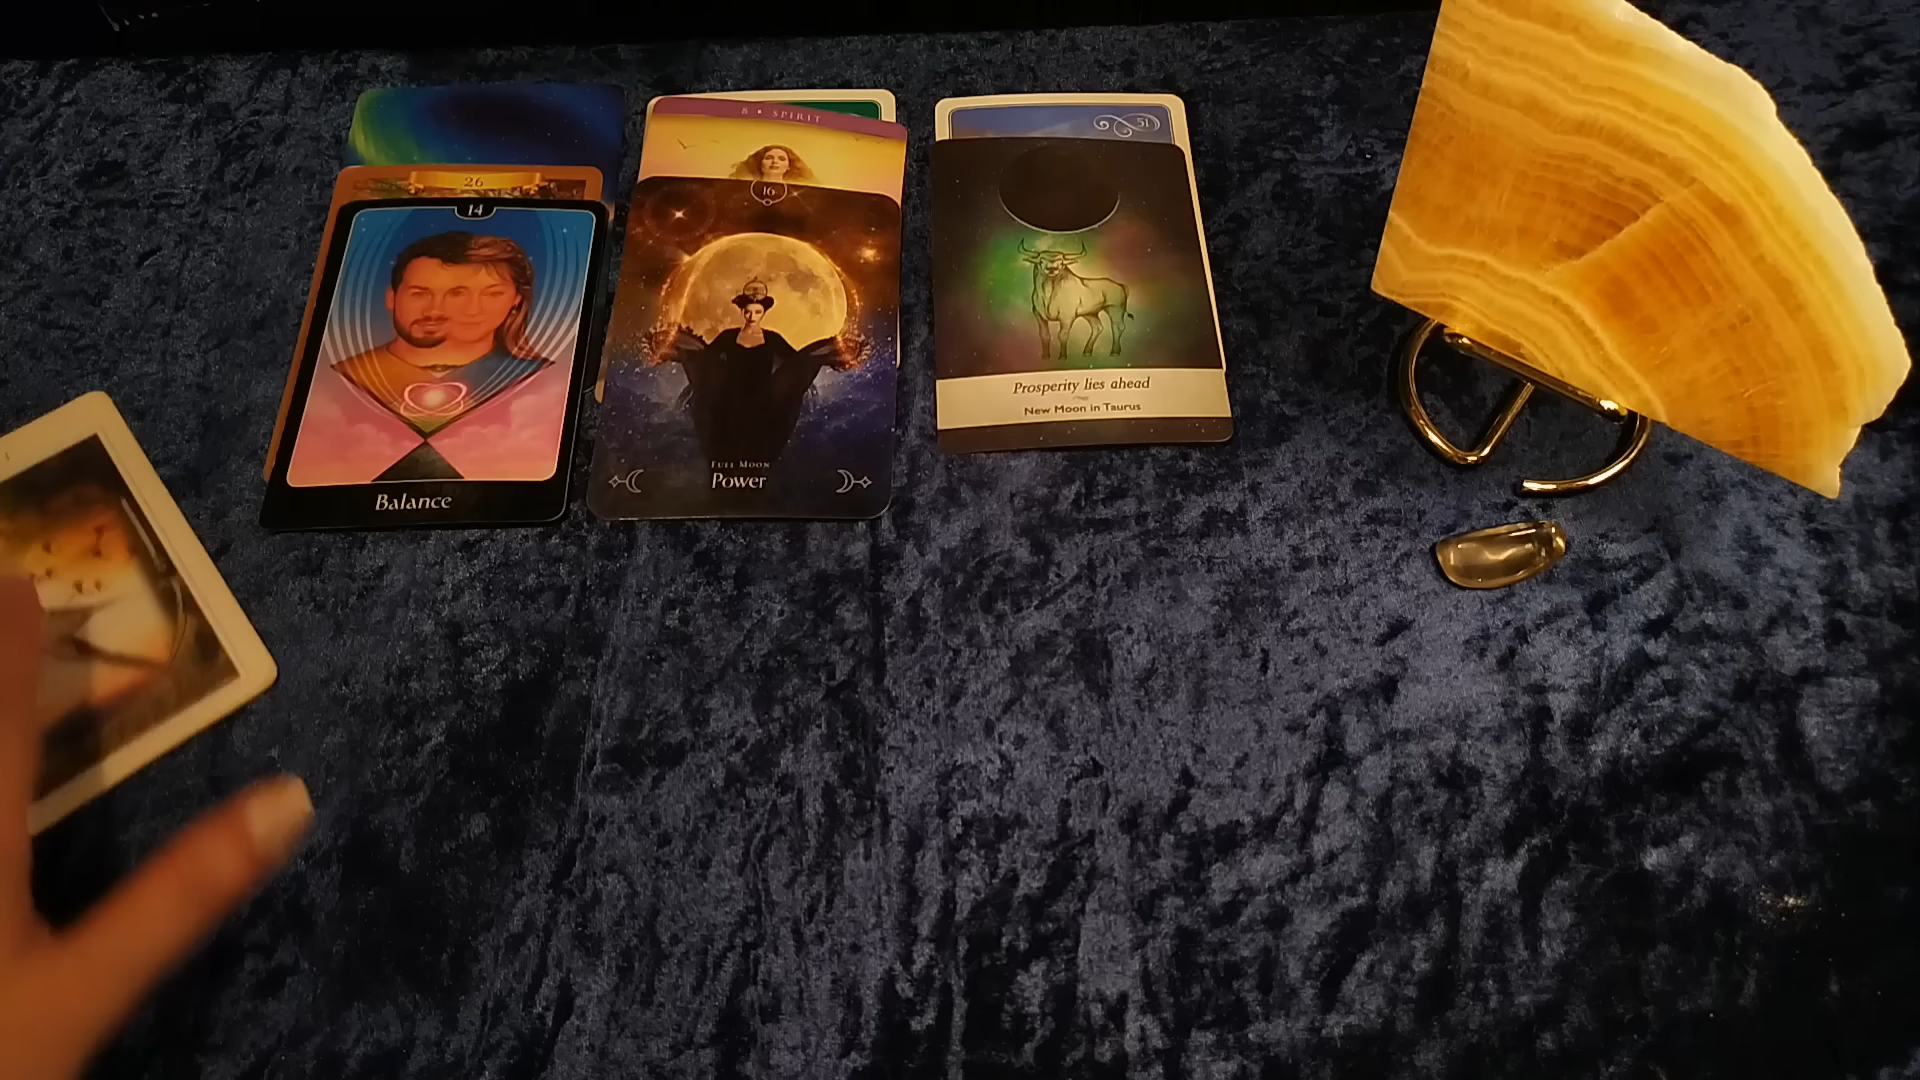 26
14
Balance
8 • SPIRIT
16
FULL MOON
Power
51
Prosperity lies ahead
New Moon in Taurus